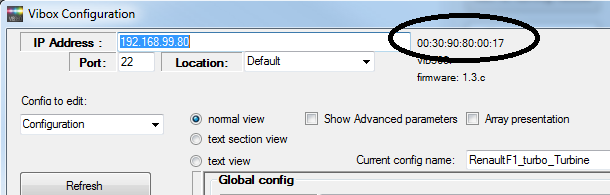 Vibox Configuration
IP Address : 192.168.99.80 00:30:90:80:00:17
Port: 22 Location: Default
firmware: 1.3.c
Config to edit:
Configuration
normal view Show Advanced parameters Array presentation
text section view
text view Current config name: RenaultF1_turbo_Turbine
Refresh Global config